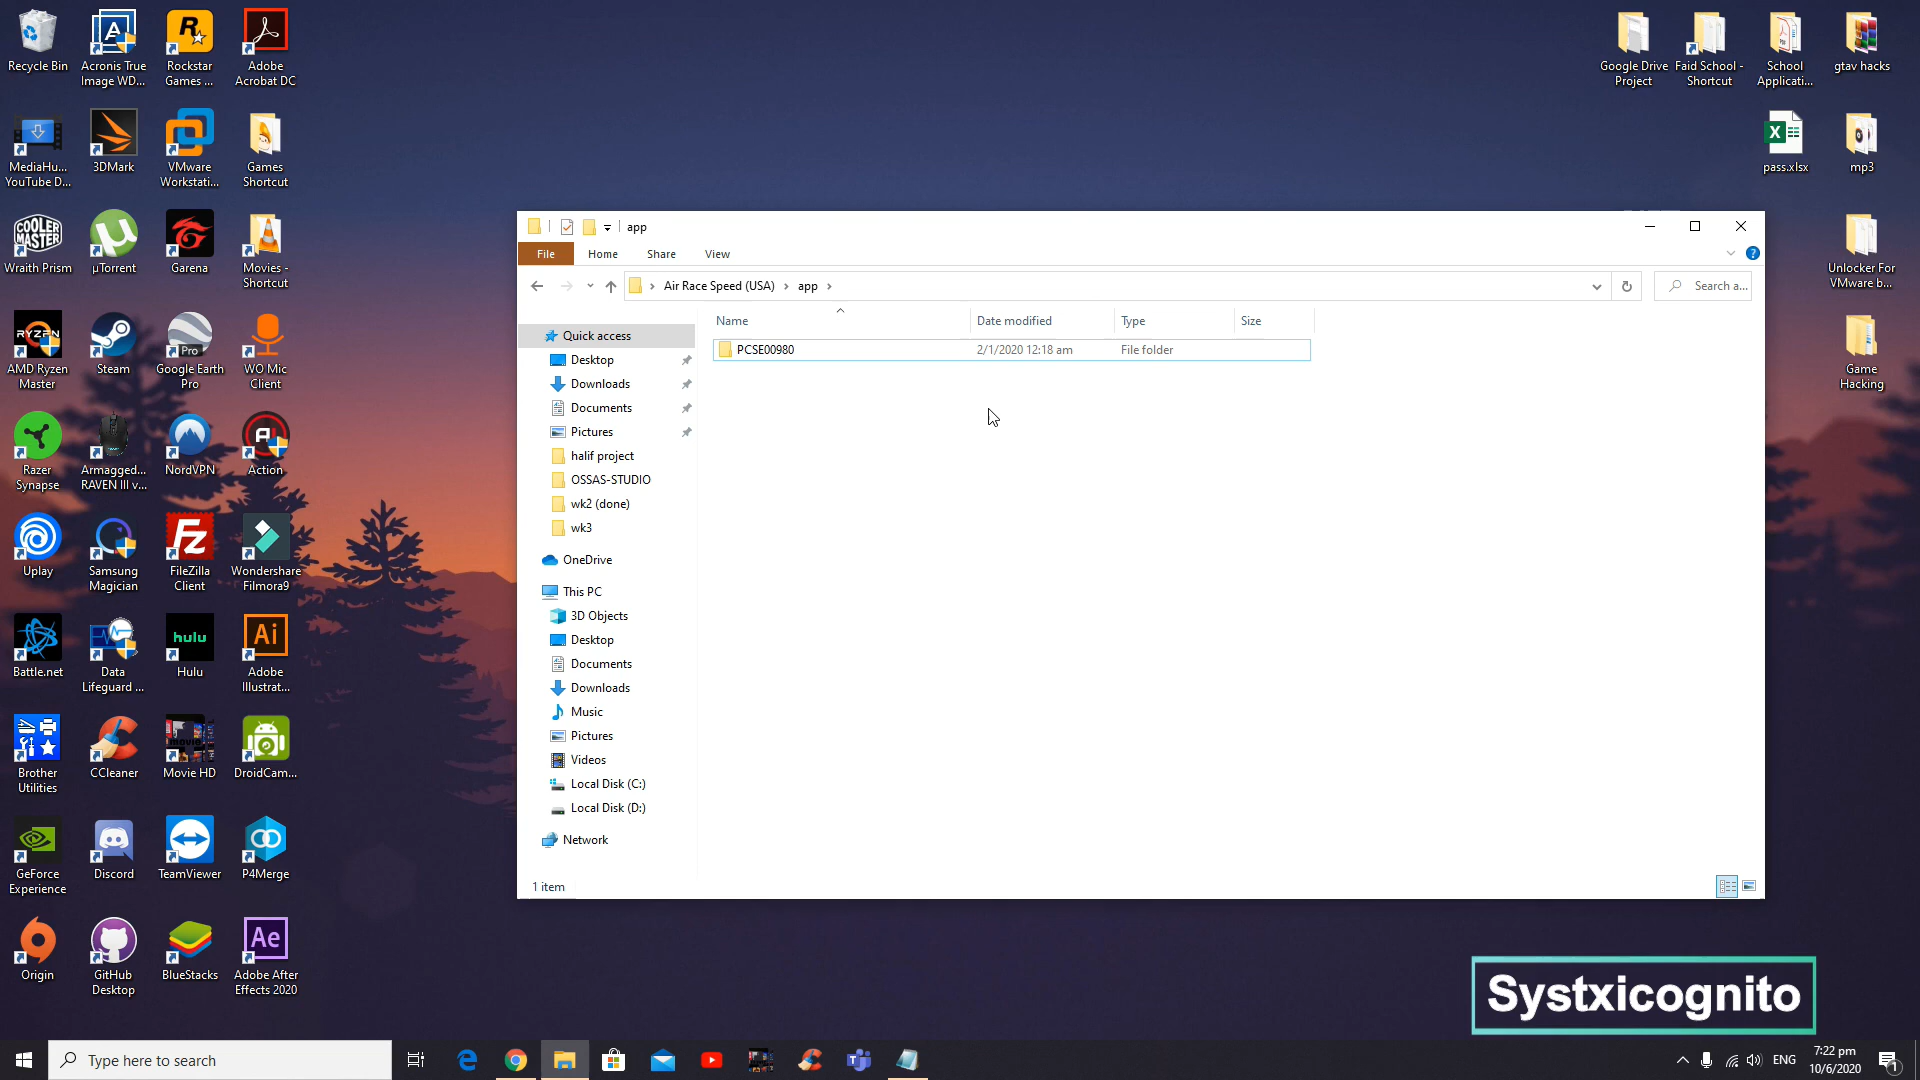 Recycle Bin
Acronis True
Image WD...
Rockstar
Games ...
Adobe
Acrobat DC
MediaHu...
YouTube D...
3DMark
VMware
Workstati...
Games
Shortcut
COOLER
MASTER
Wraith Prism
µTorrent
Garena
Movies -
Shortcut
RYZEN
AMD Ryzen
Master
Steam
Pro
Google Earth
Pro
WO Mic
Client
Razer
Synapse
Armagged...
RAVEN III v...
NordVPN
Action
Uplay
Samsung
Magician
FileZilla
Client
Wondershare
Filmora9
Battle.net
Data
Lifeguard ...
hulu
Hulu
Ai
Adobe
Illustrat...
Brother
Utilities
CCleaner
Movie HD
DroidCam...
GeForce
Experience
Discord
TeamViewer
P4Merge
Origin
GitHub
Desktop
BlueStacks
Ae
Adobe After
Effects 2020
Google Drive
Project
Faid School -
Shortcut
School
Applicati...
gtav hacks
pass.xlsx
mp3
Unlocker For
VMware b...
Game
Hacking
app
File
Home
Share
View
Air Race Speed (USA)
app
Search a...
Name
Date modified
Type
Size
PCSE00980
2/1/2020 12:18 am
File folder
Quick access
Desktop
Downloads
Documents
Pictures
halif project
OSSAS-STUDIO
wk2 (done)
wk3
OneDrive
This PC
3D Objects
Desktop
Documents
Downloads
Music
Pictures
Videos
Local Disk (C:)
Local Disk (D:)
Network
1 item
Systxicognito
Type here to search
ENG
7:22 pm
10/6/2020
1